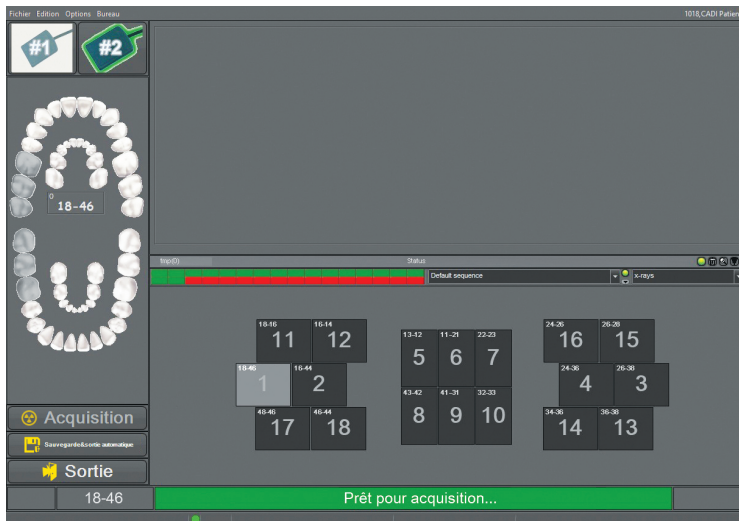 Fichier Edition Options Bureau
1018,CADI Patien
#1 #2
0
18-46
Status
Default sequence
x-rays
18-16 16-14
11 12
13-12 11-21 22-23
5 6 7
24-26 26-28
16 15
18-46 16-44
1 2
24-36 26-38
4 3
43-42 41-31 32-33
8 9 10
48-46 46-44
17 18
34-36 36-38
14 13
Acquisition
Sauvegarde&sortie automatique
Sortie
18-46
Prêt pour acquisition...